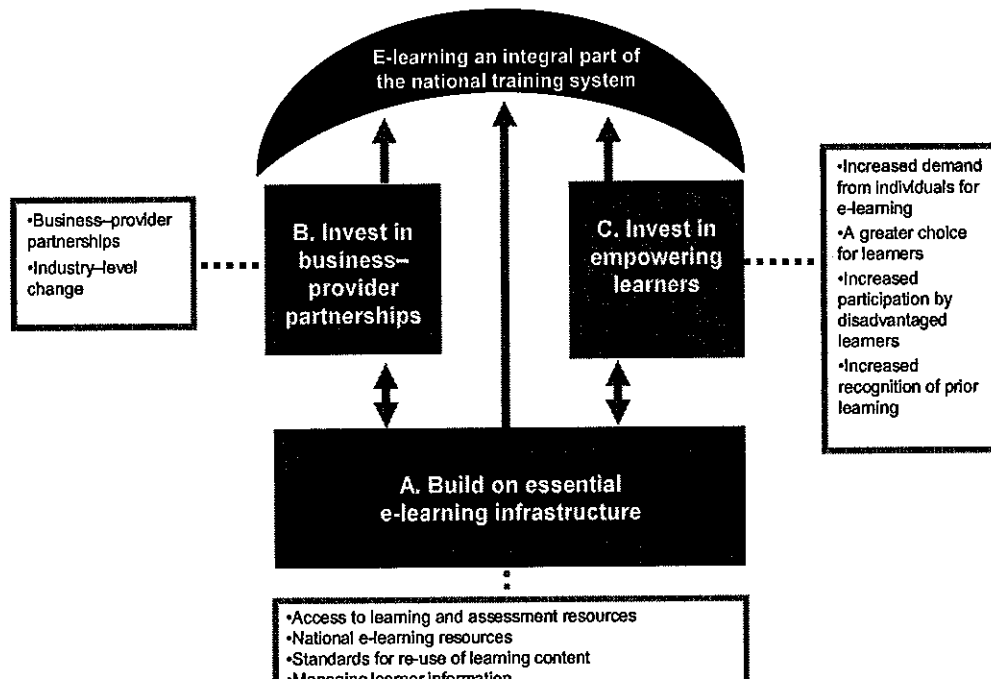 E-learning an integral part of
the national training system
•Business–provider
partnerships
•Industry–level
change
B. Invest in
business–
provider
partnerships
C. Invest in
empowering
learners
•Increased demand
from individuals for
e-learning
•A greater choice
for learners
•Increased
participation by
disadvantaged
learners
•Increased
recognition of prior
learning
A. Build on essential
e-learning infrastructure
•Access to learning and assessment resources
•National e-learning resources
•Standards for re-use of learning content
•Managing learner information